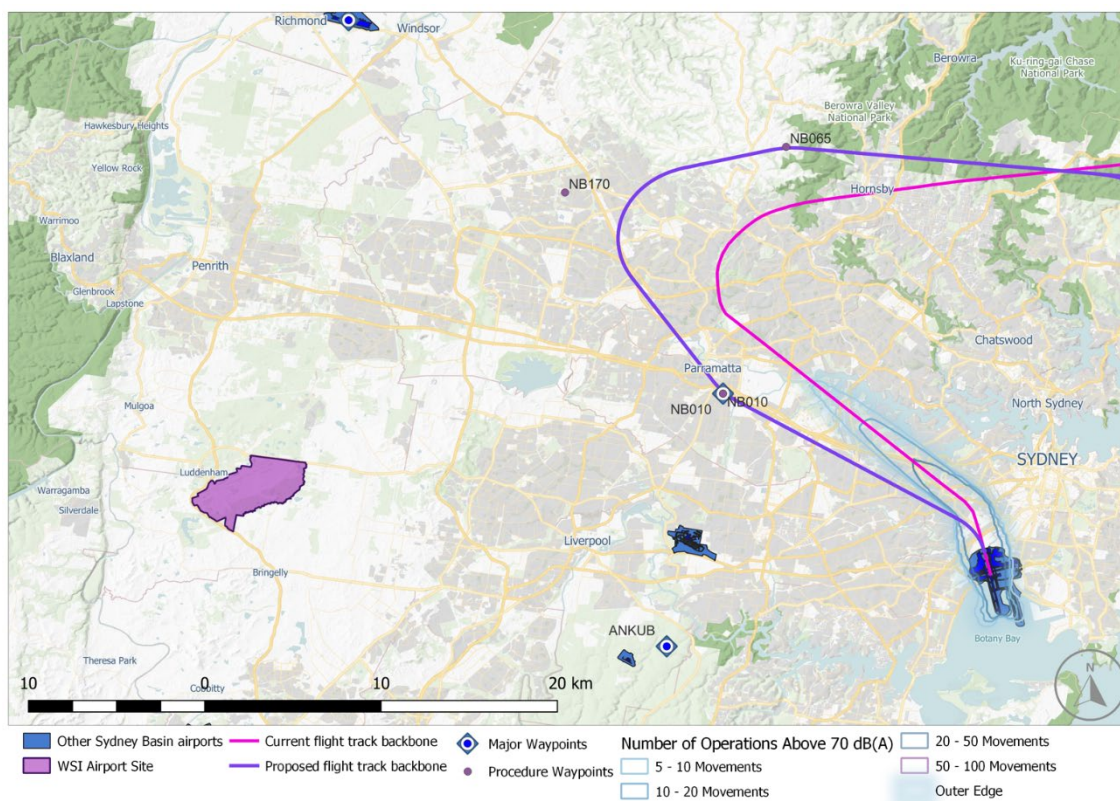 Richmond
Windsor
Berowra
Ku-ring-gai Chase
National Park
Berowra Valley
National Park
Hawkesbury Heights
NB065
Yellow Rock
NB170
Hornsby
Warrimoo
Blaxland
Penrith
Glenbrook
Lapstone
Chatswood
Parramatta
Mulgoa
NB010
NB010
North Sydney
SYDNEY
Luddenham
Warragamba
Silverdale
Liverpool
Bringelly
ANKUB
Botany Bay
N
Theresa Park
Cobbitty
10 0 10 20 km
Other Sydney Basin airports
WSI Airport Site
Current flight track backbone
Proposed flight track backbone
Major Waypoints
Procedure Waypoints
Number of Operations Above 70 dB(A)
5 - 10 Movements
10 - 20 Movements
20 - 50 Movements
50 - 100 Movements
Outer Edge